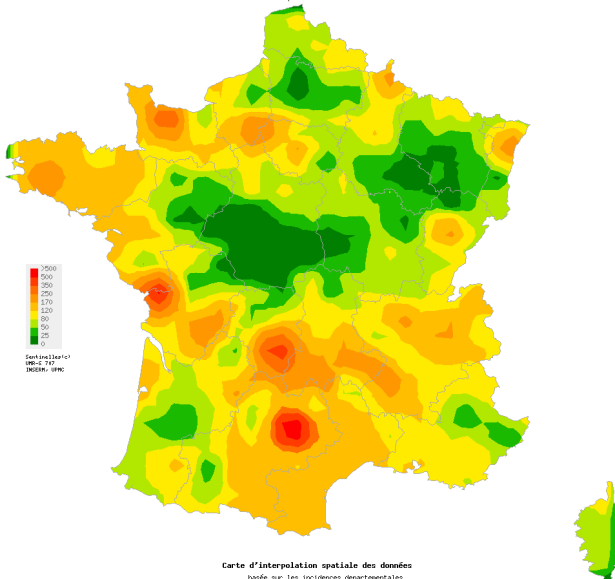 >500
500
350
250
170
120
80
50
25
0
Sentinelles(c)
UMR-S 707
INSERM, UPMC
Carte d'interpolation spatiale des données
basée sur les incidences departementales